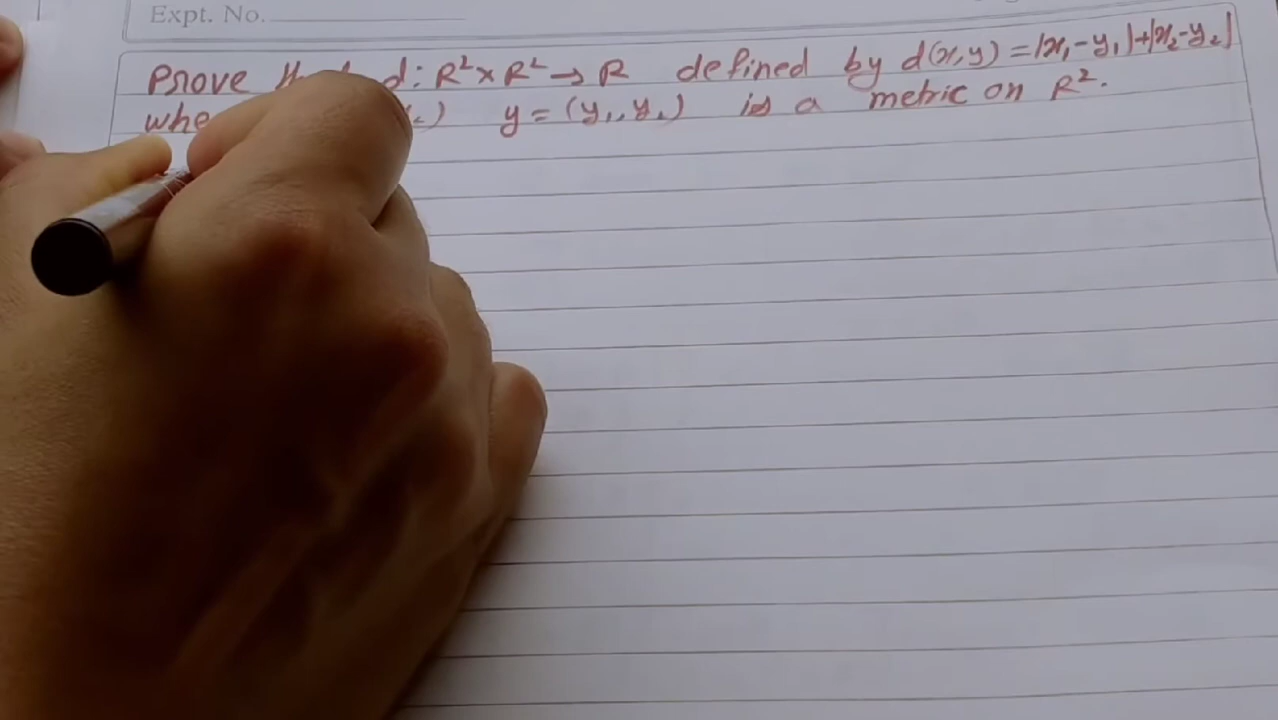 Expt. No.
Prove d : R² × R² → R defined by d(x,y) = |x₁-y₁|+|x₂-y₂|
y = (y₁, y₂) is a metric on R².